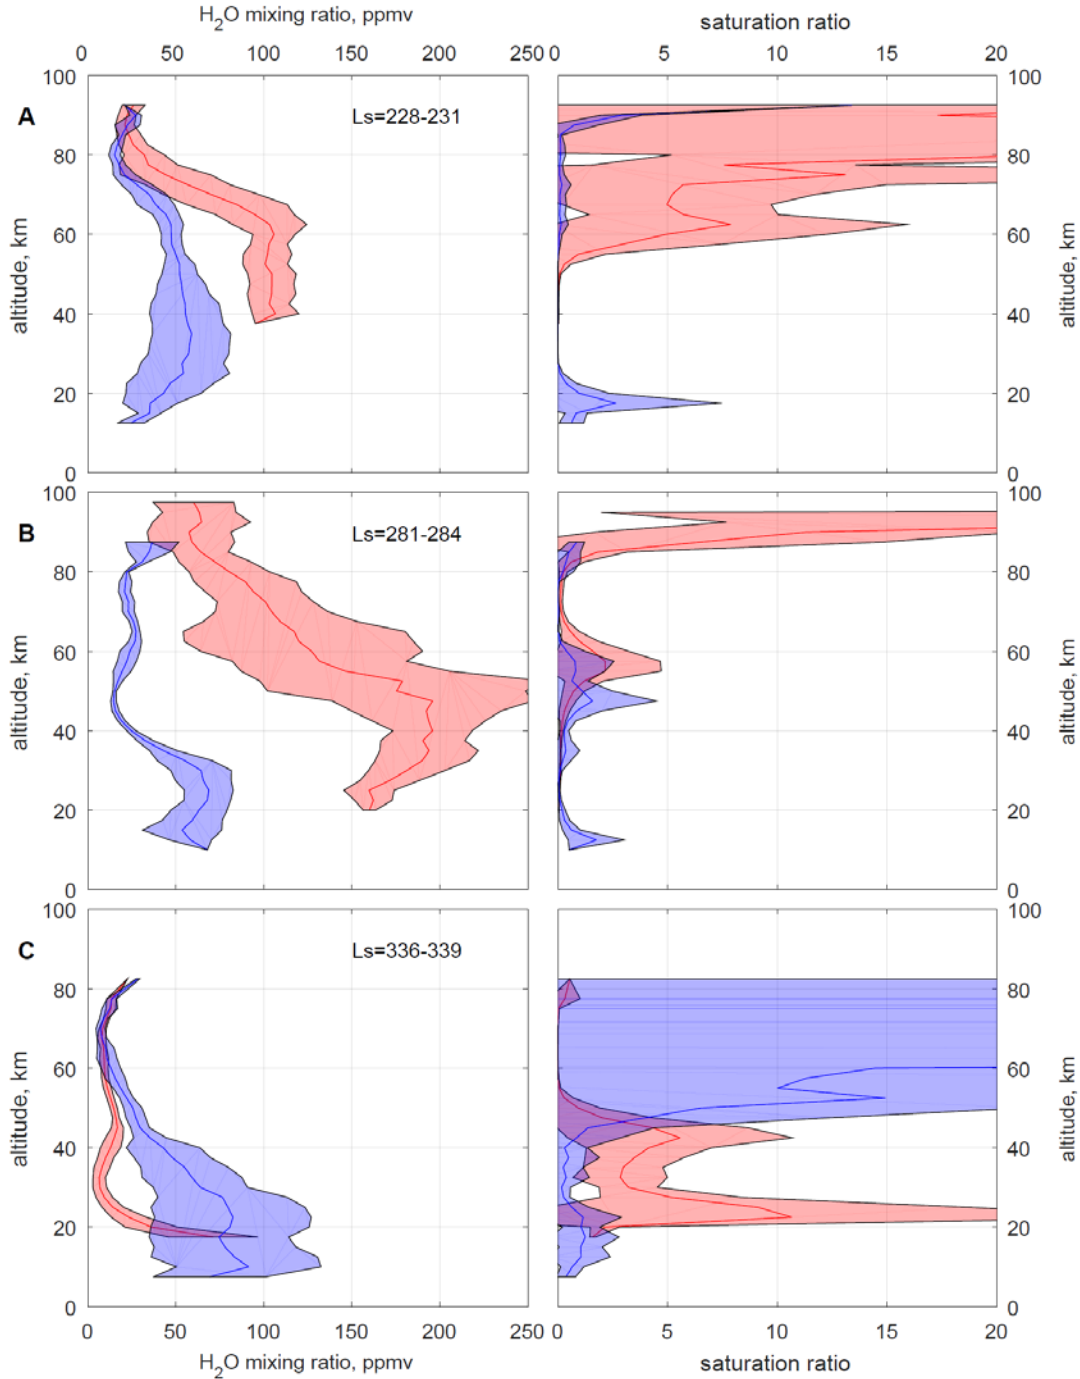 H2O mixing ratio, ppmv
saturation ratio
0 50 100 150 200 250
0 5 10 15 20
A
Ls=228-231
100
80
60
40
20
0
altitude, km
100
80
60
40
20
0
altitude, km
B
Ls=281-284
100
80
60
40
20
0
altitude, km
100
80
60
40
20
0
altitude, km
C
Ls=336-339
100
80
60
40
20
0
altitude, km
100
80
60
40
20
0
altitude, km
0 50 100 150 200 250
0 5 10 15 20
H2O mixing ratio, ppmv
saturation ratio